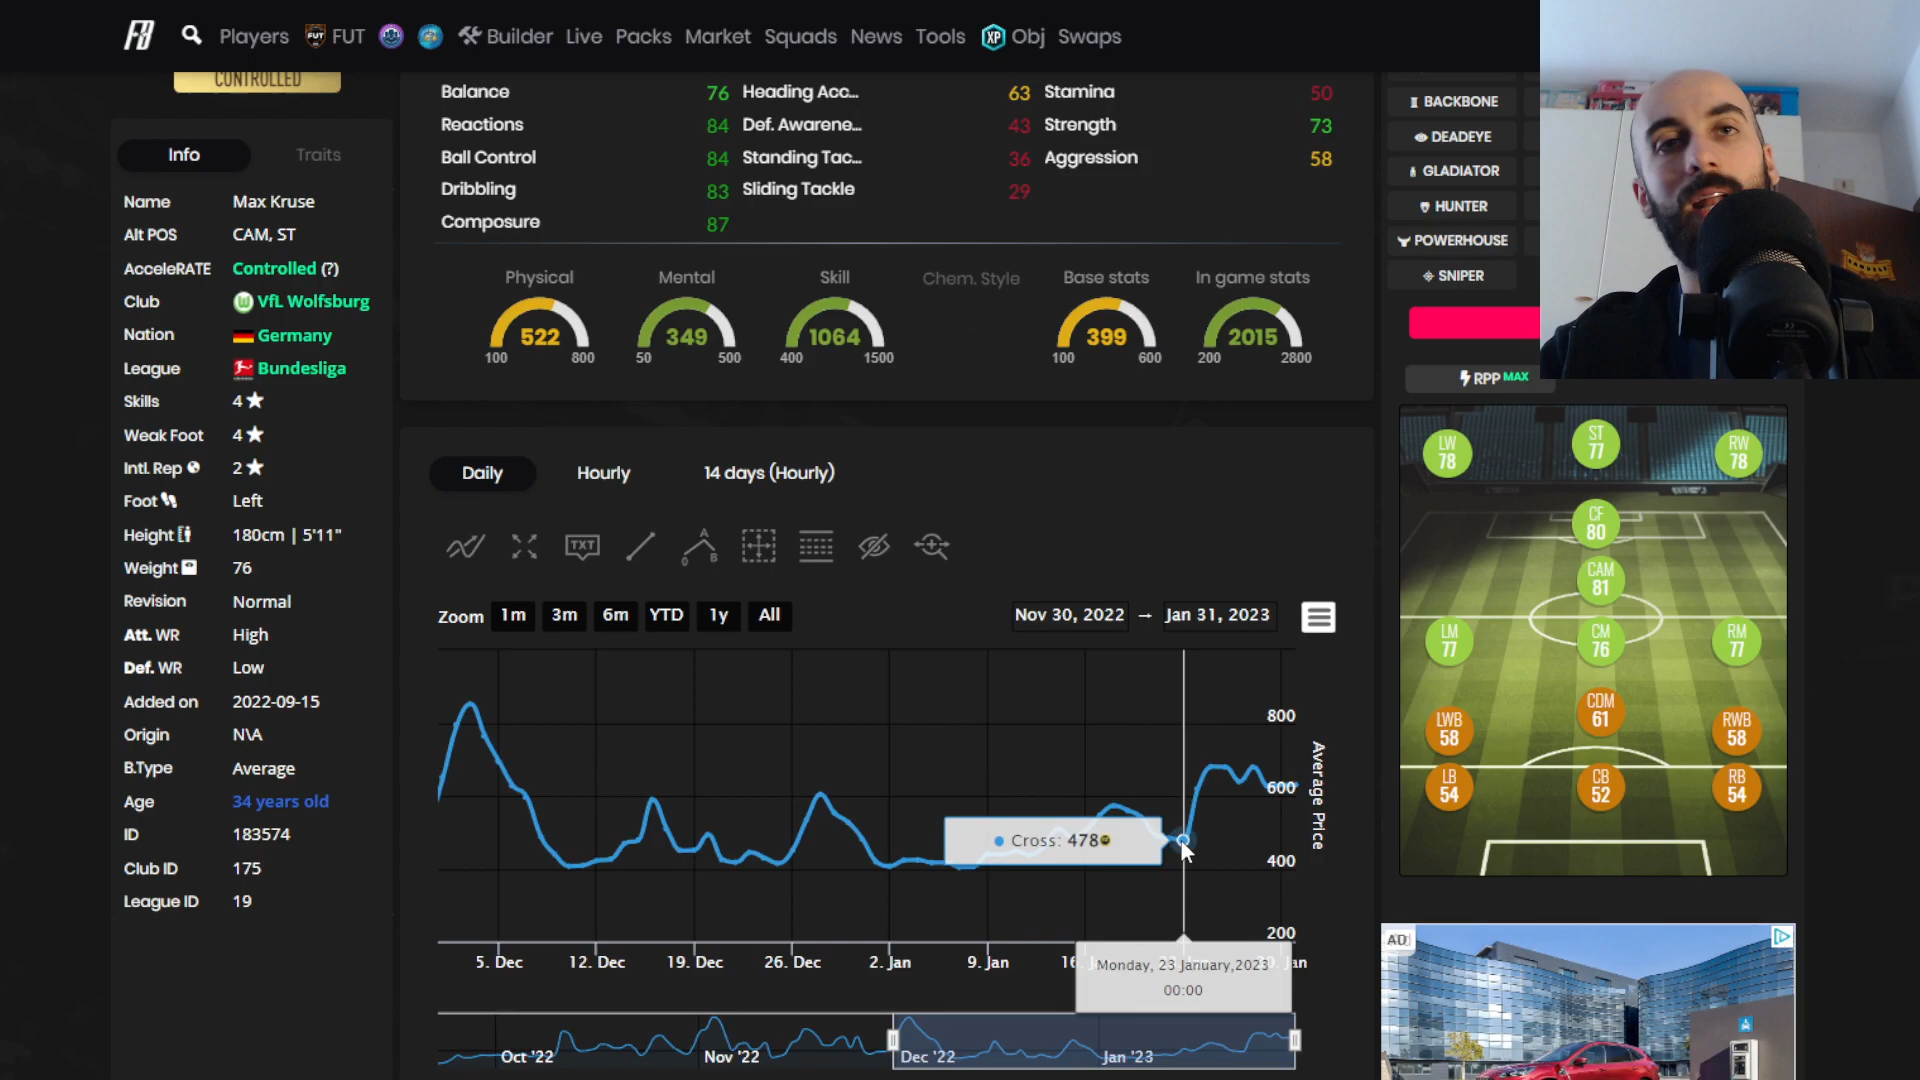 FB Players FUT FUT Builder Live Packs Market Squads News Tools XP Obj Swaps
CONTROLLED
Info Traits
Name Max Kruse
Alt POS CAM, ST
AcceleRATE Controlled (?)
Club VfL Wolfsburg
Nation Germany
League Bundesliga
Skills 4
Weak Foot 4
Intl. Rep 2
Foot Left
Height 180cm | 5'11"
Weight 76
Revision Normal
Att. WR High
Def. WR Low
Added on 2022-09-15
Origin N\A
B.Type Average
Age 34 years old
ID 183574
Club ID 175
League ID 19
Balance 76 Heading Acc... 63 Stamina 50
Reactions 84 Def. Awarene... 43 Strength 73
Ball Control 84 Standing Tac... 36 Aggression 58
Dribbling 83 Sliding Tackle 29
Composure 87
Physical Mental Skill Chem. Style Base stats In game stats
522 349 1064 399 2015
100 800 50 500 400 1500 100 600 200 2800
Daily Hourly 14 days (Hourly)
TXT A 0 B
Zoom 1m 3m 6m YTD 1y All Nov 30, 2022 → Jan 31, 2023
800
600
400
200
Average Price
Cross: 478
5. Dec 12. Dec 19. Dec 26. Dec 2. Jan 9. Jan 16 Jan
Monday, 23 January,2023
00:00
Oct '22 Nov '22 Dec '22 Jan '23
BACKBONE
DEADEYE
GLADIATOR
HUNTER
POWERHOUSE
SNIPER
RPP MAX
LW 78
ST 77
RW 78
CF 80
CAM 81
LM 77
CM 76
RM 77
LWB 58
CDM 61
RWB 58
LB 54
CB 52
RB 54
AD